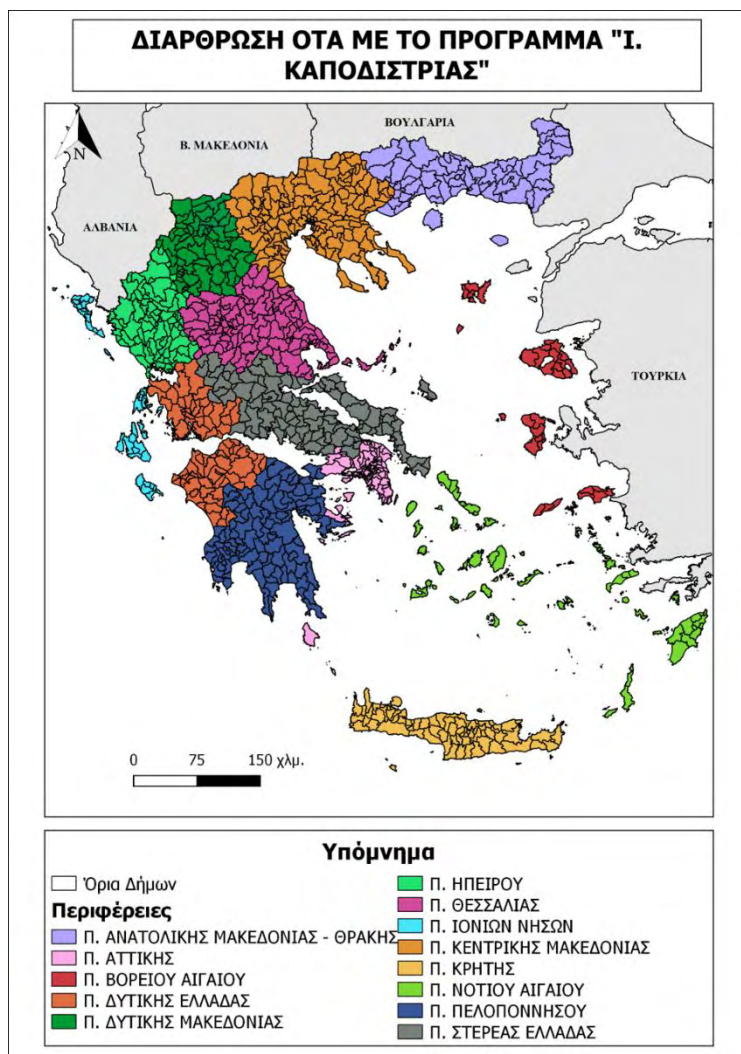 ΔΙΑΡΘΡΩΣΗ ΟΤΑ ΜΕ ΤΟ ΠΡΟΓΡΑΜΜΑ "Ι.
ΚΑΠΟΔΙΣΤΡΙΑΣ"
ΒΟΥΛΓΑΡΙΑ
Β. ΜΑΚΕΔΟΝΙΑ
N
ΑΛΒΑΝΙΑ
ΤΟΥΡΚΙΑ
0 75 150 χλμ.
Υπόμνημα
Όρια Δήμων
Περιφέρειες
Π. ΑΝΑΤΟΛΙΚΗΣ ΜΑΚΕΔΟΝΙΑΣ - ΘΡΑΚΗΣ
Π. ΑΤΤΙΚΗΣ
Π. ΒΟΡΕΙΟΥ ΑΙΓΑΙΟΥ
Π. ΔΥΤΙΚΗΣ ΕΛΛΑΔΑΣ
Π. ΔΥΤΙΚΗΣ ΜΑΚΕΔΟΝΙΑΣ
Π. ΗΠΕΙΡΟΥ
Π. ΘΕΣΣΑΛΙΑΣ
Π. ΙΟΝΙΩΝ ΝΗΣΩΝ
Π. ΚΕΝΤΡΙΚΗΣ ΜΑΚΕΔΟΝΙΑΣ
Π. ΚΡΗΤΗΣ
Π. ΝΟΤΙΟΥ ΑΙΓΑΙΟΥ
Π. ΠΕΛΟΠΟΝΝΗΣΟΥ
Π. ΣΤΕΡΕΑΣ ΕΛΛΑΔΑΣ